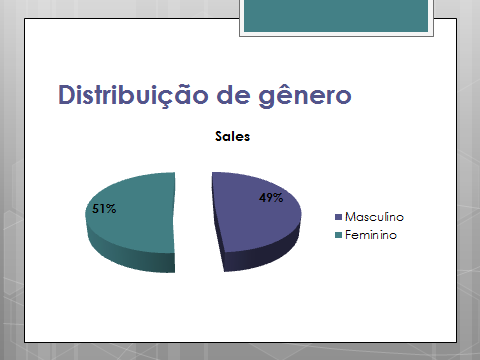 Distribuição de gênero
Sales
51%
49%
Masculino
Feminino